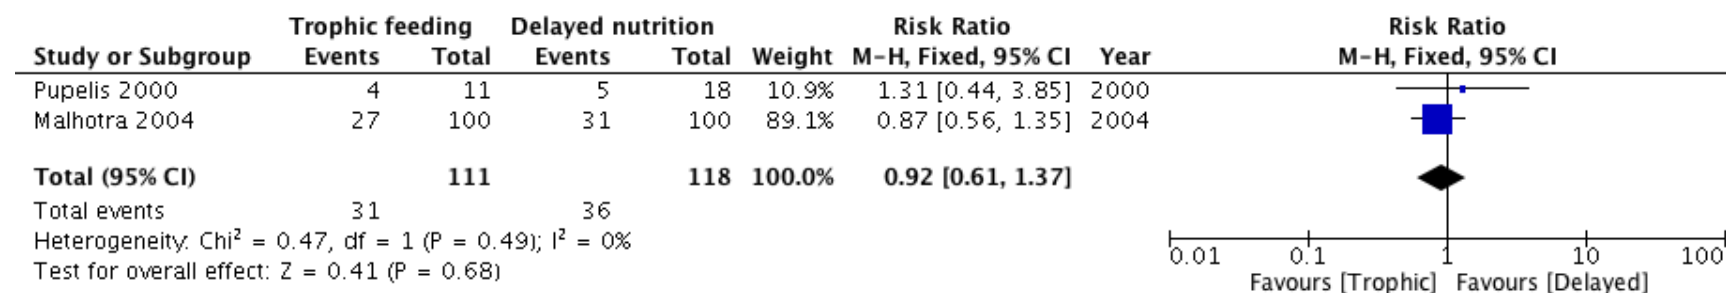 Trophic feeding Delayed nutrition Risk Ratio Risk Ratio
Study or Subgroup Events Total Events Total Weight M-H, Fixed, 95% CI Year M-H, Fixed, 95% CI
Pupelis 2000 4 11 5 18 10.9% 1.31 [0.44, 3.85] 2000
Malhotra 2004 27 100 31 100 89.1% 0.87 [0.56, 1.35] 2004
Total (95% CI) 111 118 100.0% 0.92 [0.61, 1.37]
Total events 31 36
Heterogeneity: Chi² = 0.47, df = 1 (P = 0.49); I² = 0%
Test for overall effect: Z = 0.41 (P = 0.68)
0.01 0.1 1 10 100
Favours [Trophic] Favours [Delayed]